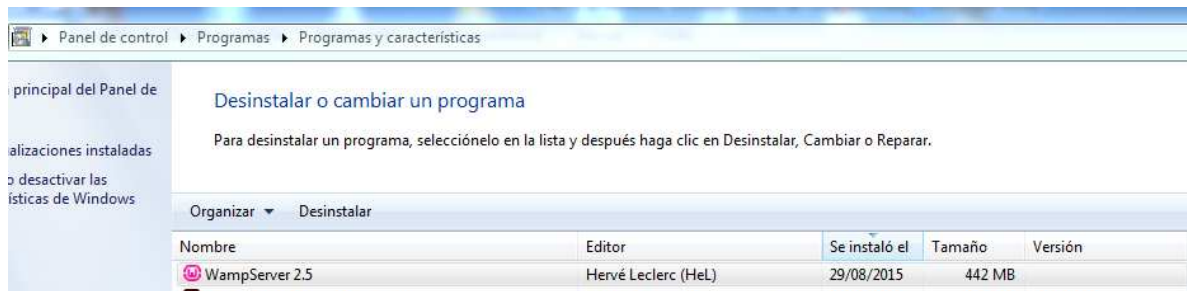 Panel de control ▸ Programas ▸ Programas y características
principal del Panel de
alizaciones instaladas
o desactivar las
ísticas de Windows
Desinstalar o cambiar un programa
Para desinstalar un programa, selecciónelo en la lista y después haga clic en Desinstalar, Cambiar o Reparar.
Organizar Desinstalar
Nombre Editor Se instaló el Tamaño Versión
WampServer 2.5 Hervé Leclerc (HeL) 29/08/2015 442 MB